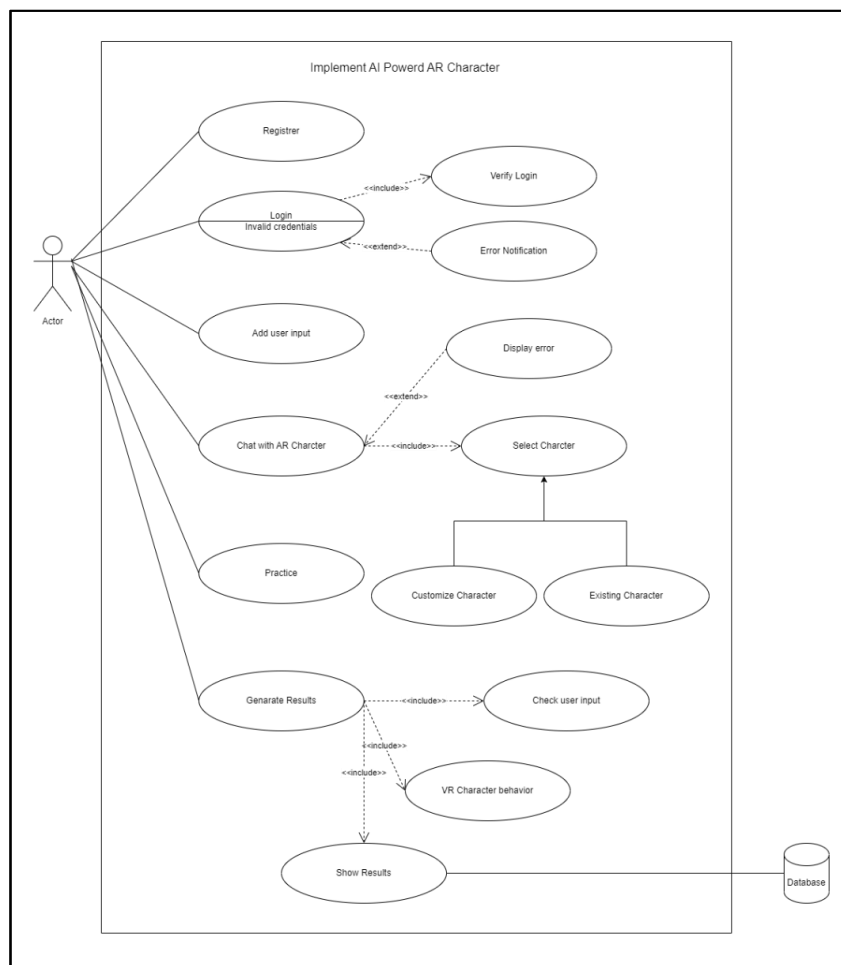 Implement AI Powerd AR Character
Registrer
<<include>>
Verify Login
Login
Invalid credentials
<<extend>>
Error Notification
Actor
Add user input
Display error
<<extend>>
Chat with AR Charcter
<<include>>
Select Charcter
Practice
Customize Character
Existing Character
Genarate Results
<<include>>
Check user input
<<include>>
<<include>>
VR Character behavior
Show Results
Database